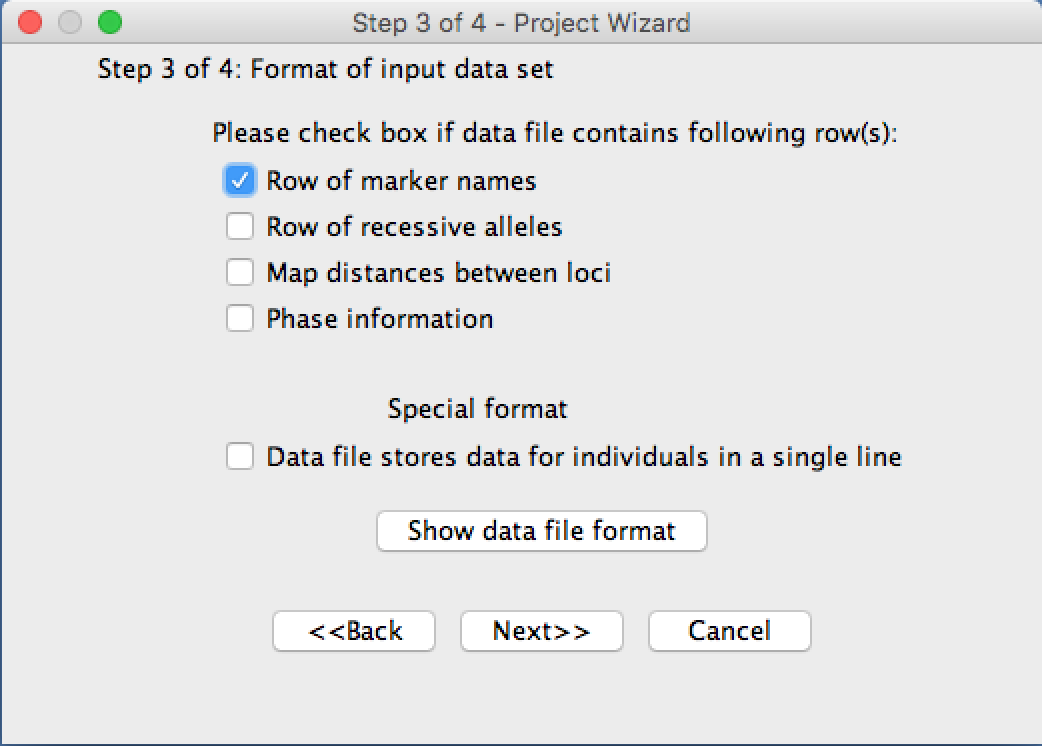 Step 3 of 4 - Project Wizard
Step 3 of 4: Format of input data set
Please check box if data file contains following row(s):
Row of marker names
Row of recessive alleles
Map distances between loci
Phase information
Special format
Data file stores data for individuals in a single line
Show data file format
<<Back Next>> Cancel